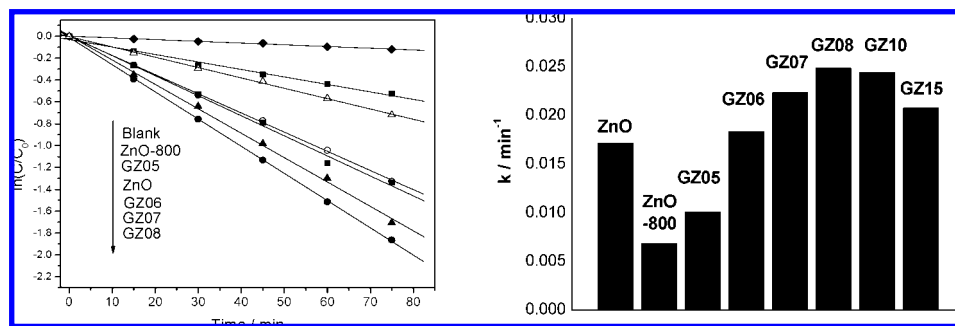 0.0
-0.2
-0.4
-0.6
-0.8
-1.0
-1.2
-1.4
-1.6
-1.8
-2.0
-2.2
ln(C/C₀)
Blank
ZnO-800
GZ05
ZnO
GZ06
GZ07
GZ08
0 10 20 30 40 50 60 70 80
Time / min
0.030
0.025
0.020
0.015
0.010
0.005
0.000
k / min⁻¹
ZnO
ZnO
-800
GZ05
GZ06
GZ07
GZ08
GZ10
GZ15